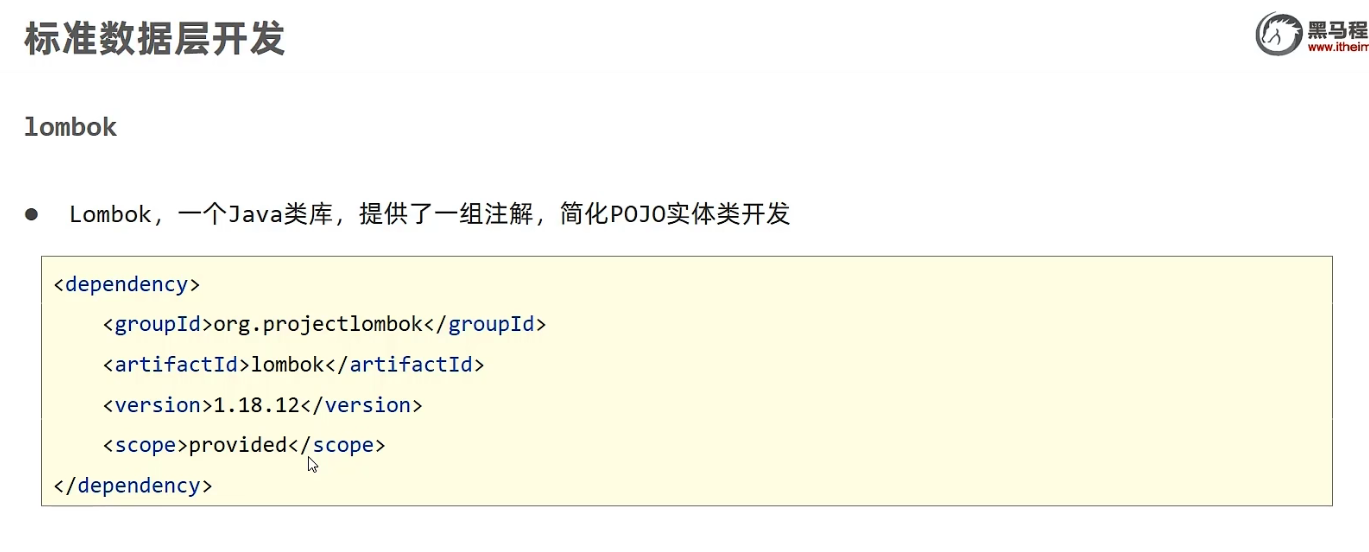 标准数据层开发
黑马程
www.itheim
lombok
● Lombok，一个Java类库，提供了一组注解，简化POJO实体类开发
<dependency>
    <groupId>org.projectlombok</groupId>
    <artifactId>lombok</artifactId>
    <version>1.18.12</version>
    <scope>provided</scope>
</dependency>